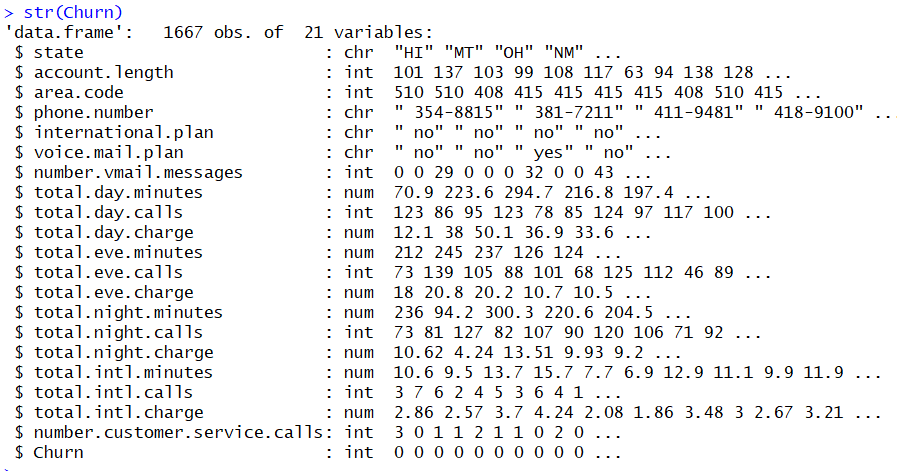 > str(Churn)
'data.frame':   1667 obs. of  21 variables:
 $ state                        : chr  "HI" "MT" "OH" "NM" ...
 $ account.length               : int  101 137 103 99 108 117 63 94 138 128 ...
 $ area.code                    : int  510 510 408 415 415 415 415 408 510 415 ...
 $ phone.number                 : chr  " 354-8815" " 381-7211" " 411-9481" " 418-9100" ...
 $ international.plan           : chr  " no" " no" " no" " no" ...
 $ voice.mail.plan              : chr  " no" " no" " yes" " no" ...
 $ number.vmail.messages        : int  0 0 29 0 0 0 32 0 0 43 ...
 $ total.day.minutes            : num  70.9 223.6 294.7 216.8 197.4 ...
 $ total.day.calls              : int  123 86 95 123 78 85 124 97 117 100 ...
 $ total.day.charge             : num  12.1 38 50.1 36.9 33.6 ...
 $ total.eve.minutes            : num  212 245 237 126 124 ...
 $ total.eve.calls              : int  73 139 105 88 101 68 125 112 46 89 ...
 $ total.eve.charge             : num  18 20.8 20.2 10.7 10.5 ...
 $ total.night.minutes          : num  236 94.2 300.3 220.6 204.5 ...
 $ total.night.calls            : int  73 81 127 82 107 90 120 106 71 92 ...
 $ total.night.charge           : num  10.62 4.24 13.51 9.93 9.2 ...
 $ total.intl.minutes           : num  10.6 9.5 13.7 15.7 7.7 6.9 12.9 11.1 9.9 11.9 ...
 $ total.intl.calls             : int  3 7 6 2 4 5 3 6 4 1 ...
 $ total.intl.charge            : num  2.86 2.57 3.7 4.24 2.08 1.86 3.48 3 2.67 3.21 ...
 $ number.customer.service.calls: int  3 0 1 1 2 1 1 0 2 0 ...
 $ Churn                        : int  0 0 0 0 0 0 0 0 0 0 ...